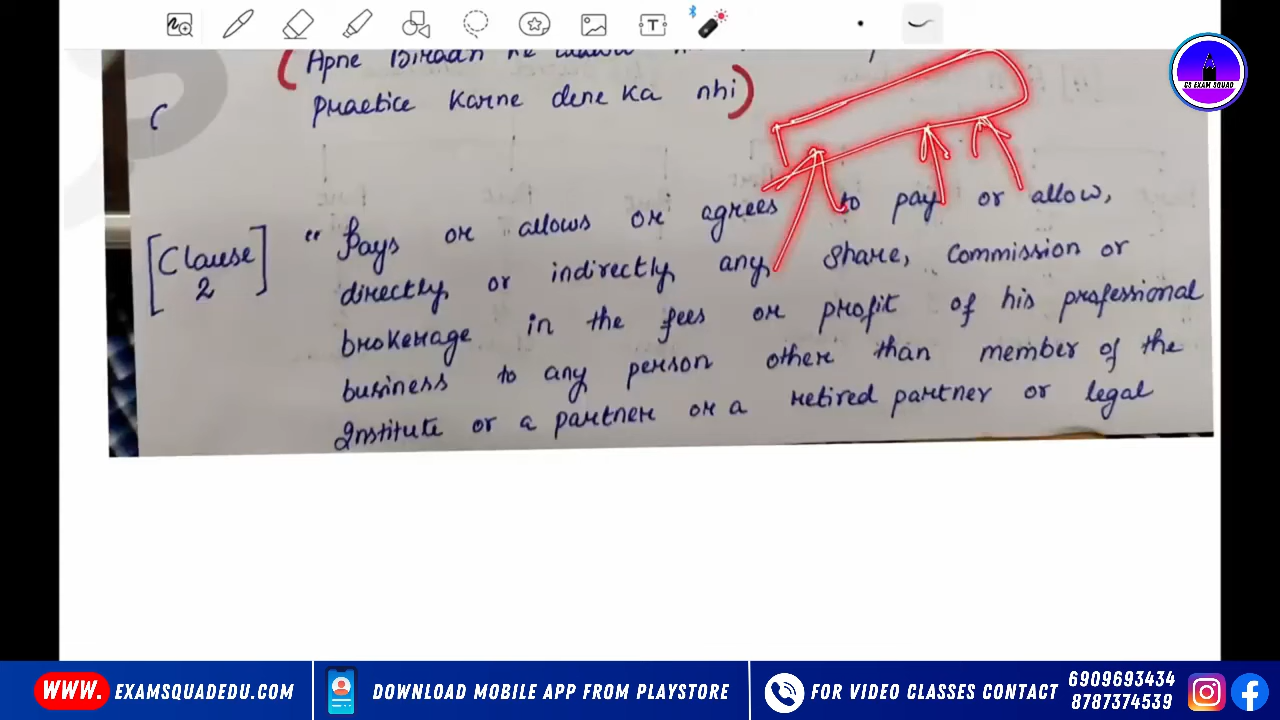 CS EXAM SQUAD
Apne
practice karne dene ka nhi)
[Clause 2]
" Pays or allows or agrees to pay or allow,
directly or indirectly any share, commission or
brokerage in the fees or profit of his professional
business to any person other than member of the
Institute or a partner or a retired partner or legal
WWW. EXAMSQUADEDU.COM
DOWNLOAD MOBILE APP FROM PLAYSTORE
FOR VIDEO CLASSES CONTACT
6909693434
8787374539